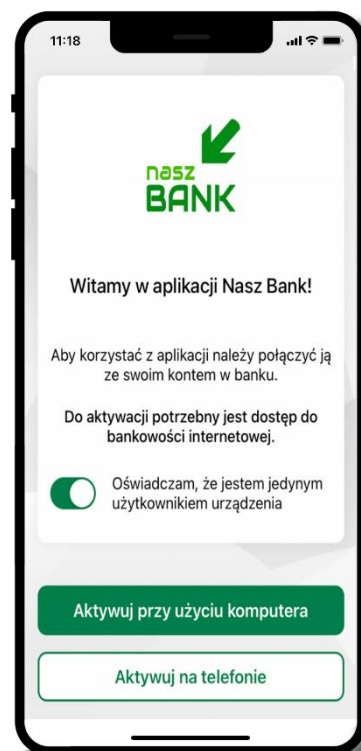 11:18
nasz
BANK
Witamy w aplikacji Nasz Bank!
Aby korzystać z aplikacji należy połączyć ją
ze swoim kontem w banku.
Do aktywacji potrzebny jest dostęp do
bankowości internetowej.
Oświadczam, że jestem jedynym
użytkownikiem urządzenia
Aktywuj przy użyciu komputera
Aktywuj na telefonie